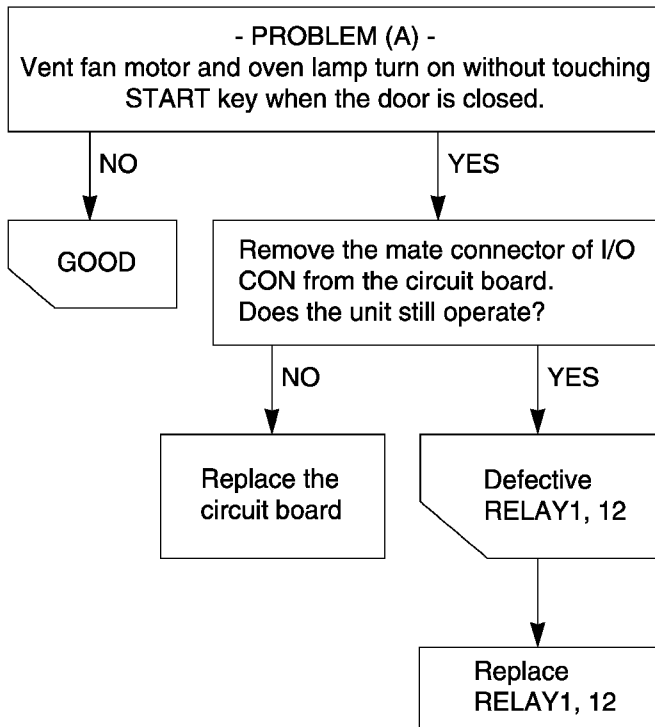 - PROBLEM (A) -
Vent fan motor and oven lamp turn on without touching
START key when the door is closed.
NO
YES
GOOD
Remove the mate connector of I/O
CON from the circuit board.
Does the unit still operate?
NO
YES
Replace the
circuit board
Defective
RELAY1, 12
Replace
RELAY1, 12